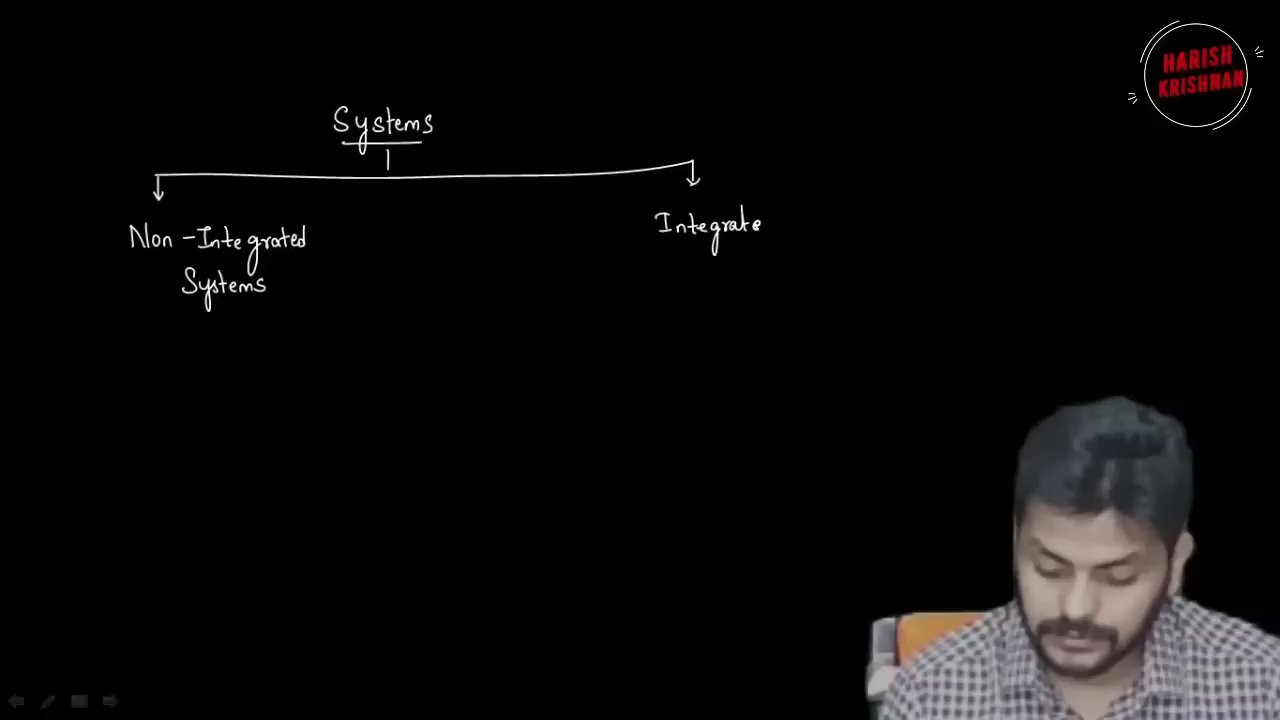 HARISH
KRISHNAN
Systems
Non-Integrated
Systems
Integrate